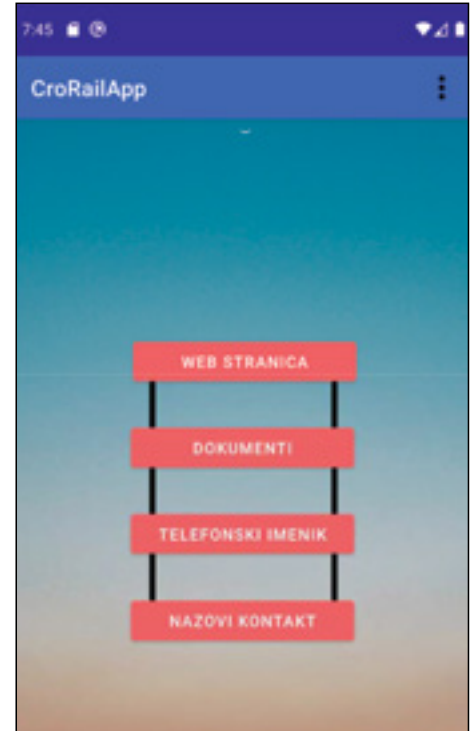 7:45
CroRailApp
WEB STRANICA
DOKUMENTI
TELEFONSKI IMENIK
NAZOVI KONTAKT